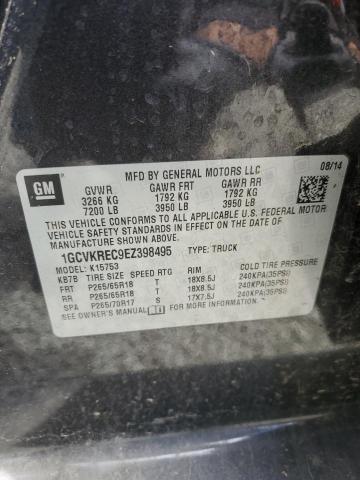 MFD BY GENERAL MOTORS LLC 08/14
GM
GVWR GAWR FRT GAWR RR
3266 KG 1792 KG 1792 KG
7200 LB 3950 LB 3950 LB
THIS VEHICLE CONFORMS TO ALL APPLICABLE U.S. FEDERAL MOTOR
VEHICLE SAFETY STANDARDS IN EFFECT ON THE DATE OF
MANUFACTURE SHOWN ABOVE.
1GCVKREC9EZ398495 TYPE: TRUCK
MODEL: K15753
KB7B TIRE SIZE SPEED RTG RIM COLD TIRE PRESSURE
FRT P265/65R18 T 18X8.5J 240KPA(35PSI)
RR P265/65R18 T 18X8.5J 240KPA(35PSI)
SPA P265/70R17 S 17X7.5J 240KPA(35PSI)
SEE OWNER'S MANUAL FOR MORE INFORMATION.